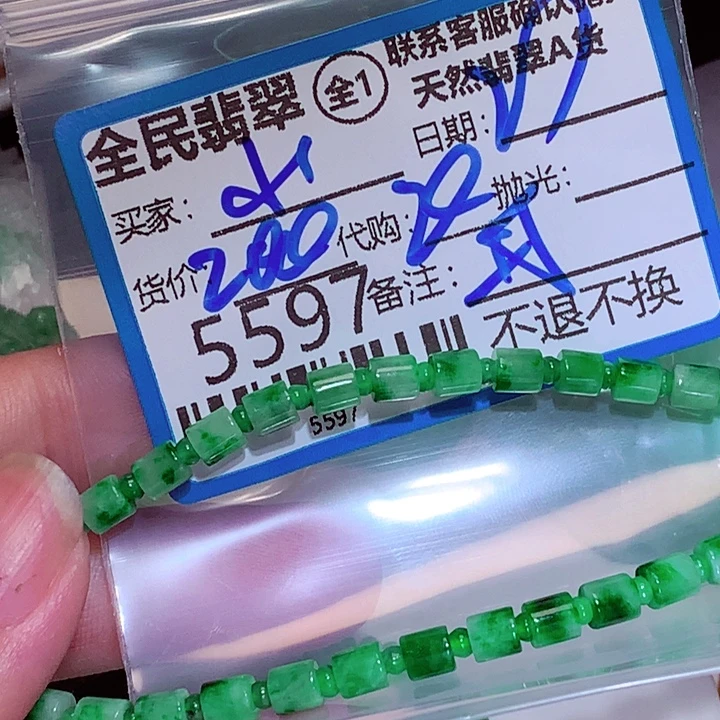 联系客服确认
天然翡翠A货
全民翡翠 全1
日期:
买家:
抛光:
货价 200 代购: 20
备注:
5597
不退不换
5597